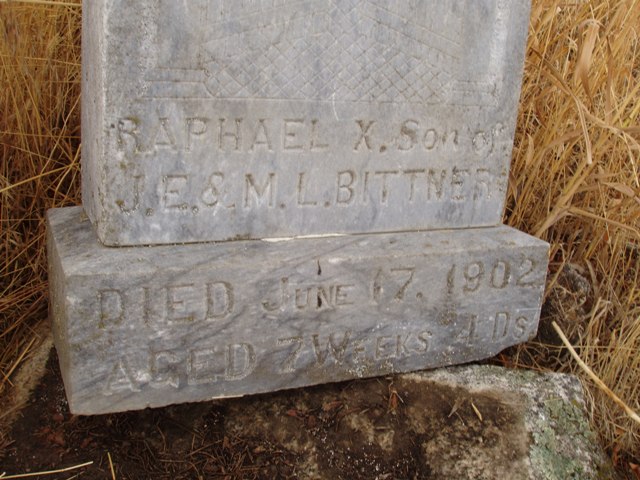 RAPHAEL X. Son of
J.E. & M.L. BITTNER
DIED JUNE 17, 1902
AGED 7 WEEKS 4 Ds